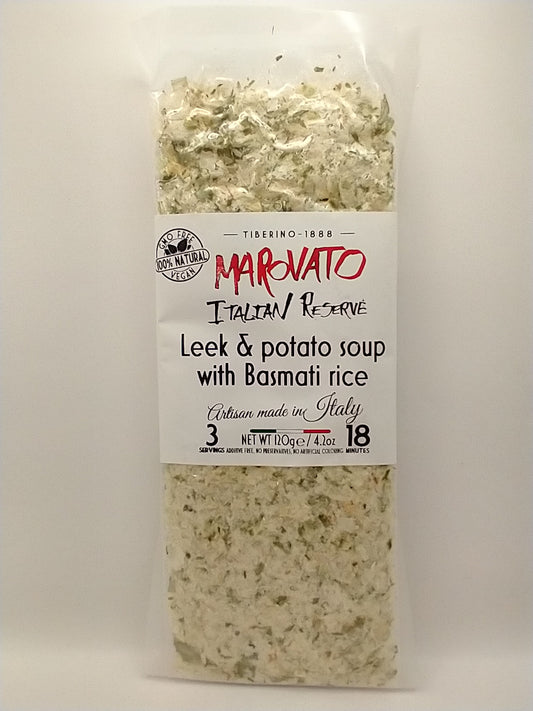 TIBERINO-1888
GMO FREE
100% NATURAL
VEGAN
MAROVATO
ITALIAN RESERVÉ
Leek & potato soup
with Basmati rice
Artisan made in Italy
3 NET WT 120g e / 4.2oz 18
SERVINGS ADDITIVE FREE, NO PRESERVATIVES, NO ARTIFICIAL COLORING MINUTES